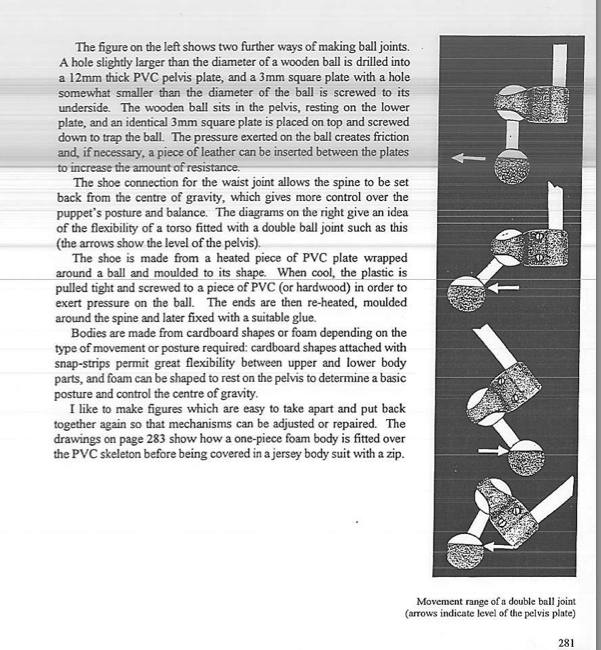 The figure on the left shows two further ways of making ball joints.
A hole slightly larger than the diameter of a wooden ball is drilled into
a 12mm thick PVC pelvis plate, and a 3mm square plate with a hole
somewhat smaller than the diameter of the ball is screwed to its
underside. The wooden ball sits in the pelvis, resting on the lower
plate, and an identical 3mm square plate is placed on top and screwed
down to trap the ball. The pressure exerted on the ball creates friction
and, if necessary, a piece of leather can be inserted between the plates
to increase the amount of resistance.
The shoe connection for the waist joint allows the spine to be set
back from the centre of gravity, which gives more control over the
puppet's posture and balance. The diagrams on the right give an idea
of the flexibility of a torso fitted with a double ball joint such as this
(the arrows show the level of the pelvis).
The shoe is made from a heated piece of PVC plate wrapped
around a ball and moulded to its shape. When cool, the plastic is
pulled tight and screwed to a piece of PVC (or hardwood) in order to
exert pressure on the ball. The ends are then re-heated, moulded
around the spine and later fixed with a suitable glue.
Bodies are made from cardboard shapes or foam depending on the
type of movement or posture required: cardboard shapes attached with
snap-strips permit great flexibility between upper and lower body
parts, and foam can be shaped to rest on the pelvis to determine a basic
posture and control the centre of gravity.
I like to make figures which are easy to take apart and put back
together again so that mechanisms can be adjusted or repaired. The
drawings on page 283 show how a one-piece foam body is fitted over
the PVC skeleton before being covered in a jersey body suit with a zip.
Movement range of a double ball joint
(arrows indicate level of the pelvis plate)
281